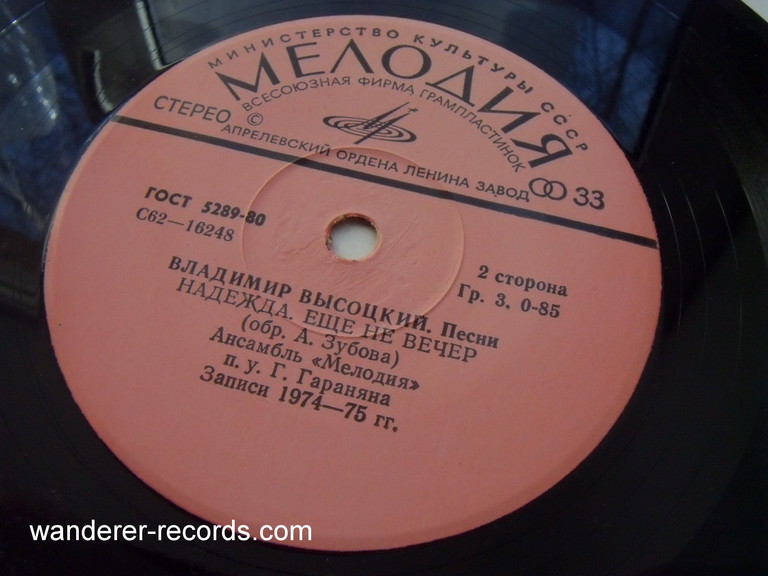 МИНИСТЕРСТВО КУЛЬТУРЫ СССР
МЕЛОДИЯ
ВСЕСОЮЗНАЯ ФИРМА ГРАМПЛАСТИНОК
СТЕРЕО ©
АПРЕЛЕВСКИЙ ОРДЕНА ЛЕНИНА ЗАВОД
33
ГОСТ 5289-80
С62—16248
2 сторона
Гр. 3. 0-85
ВЛАДИМИР ВЫСОЦКИЙ. Песни
НАДЕЖДА. ЕЩЕ НЕ ВЕЧЕР
(обр. А. Зубова)
Ансамбль «Мелодия»
п. у. Г. Гараняна
Записи 1974—75 гг.
wanderer-records.com